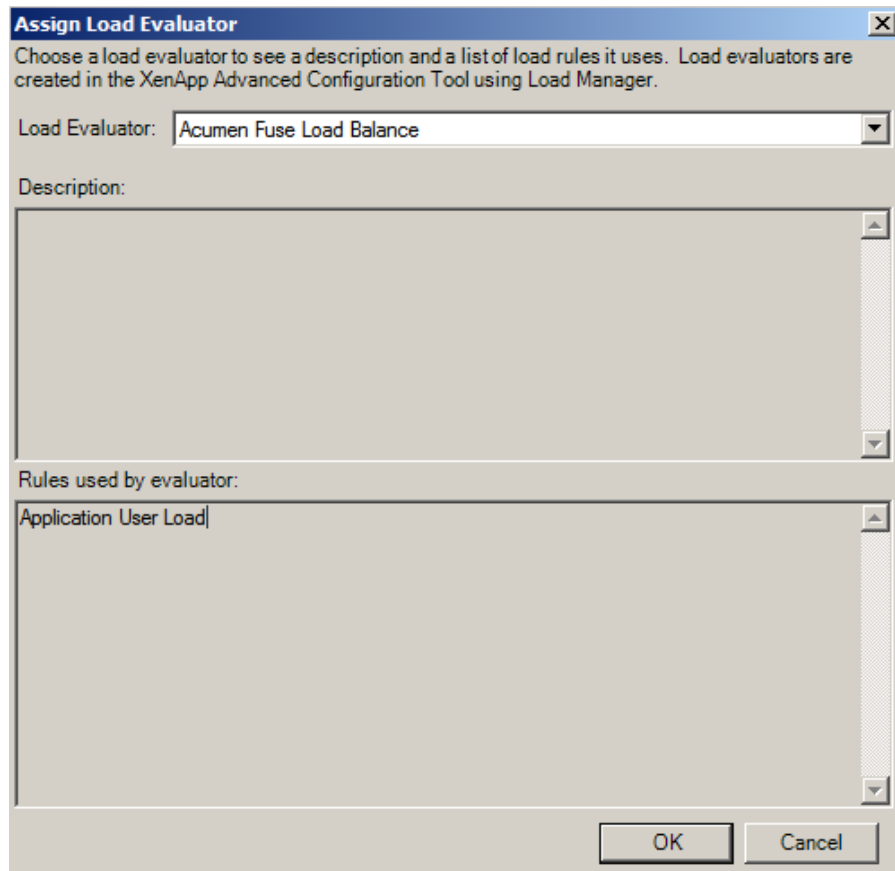 Assign Load Evaluator
Choose a load evaluator to see a description and a list of load rules it uses. Load evaluators are
created in the XenApp Advanced Configuration Tool using Load Manager.
Load Evaluator: Acumen Fuse Load Balance
Description:
Rules used by evaluator:
Application User Load
OK Cancel